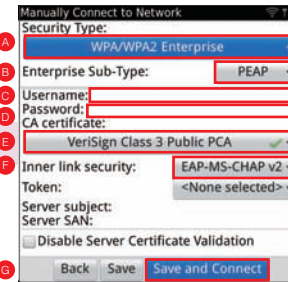 Manually Connect to Network
Security Type:
A WPA/WPA2 Enterprise
B Enterprise Sub-Type: PEAP
C Username:
D Password:
CA certificate:
E VeriSign Class 3 Public PCA
F Inner link security: EAP-MS-CHAP v2
Token: <None selected>
Server subject:
Server SAN:
Disable Server Certificate Validation
G Back Save Save and Connect